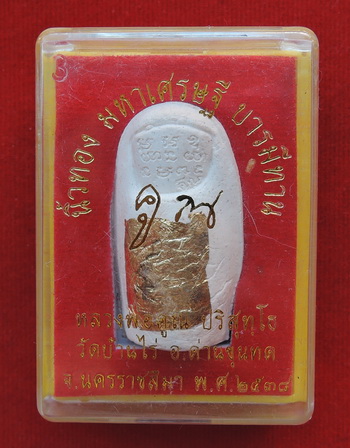 นิ้วทอง มหาเศรษฐี บารมีทาน
หลวงพ่อคูณ ปริสุทฺโธ
วัดบ้านไร่ อ.ด่านขุนทด
จ.นครราชสีมา พ.ศ.๒๕๓๘